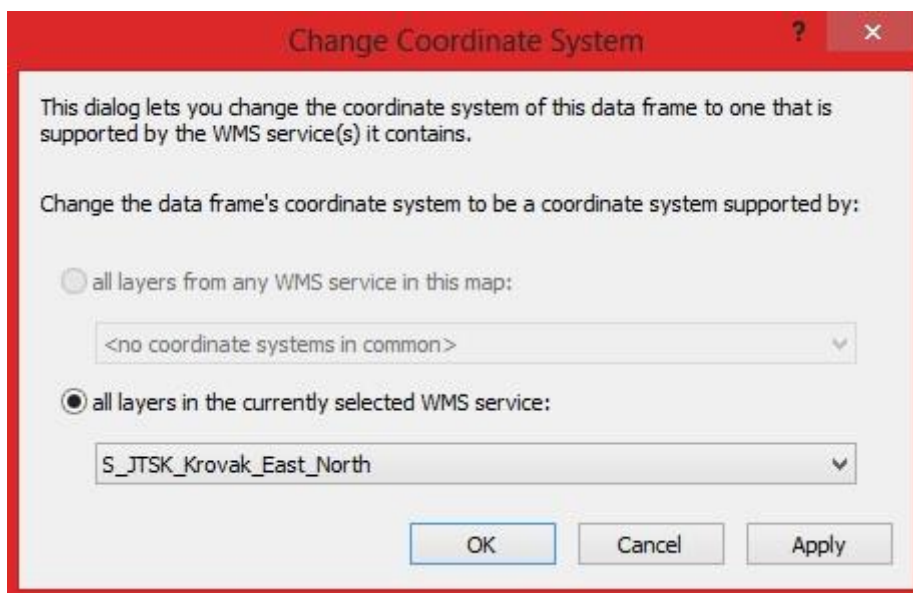 Change Coordinate System
?
This dialog lets you change the coordinate system of this data frame to one that is
supported by the WMS service(s) it contains.
Change the data frame's coordinate system to be a coordinate system supported by:
all layers from any WMS service in this map:
<no coordinate systems in common>
all layers in the currently selected WMS service:
S_JTSK_Krovak_East_North
OK Cancel Apply